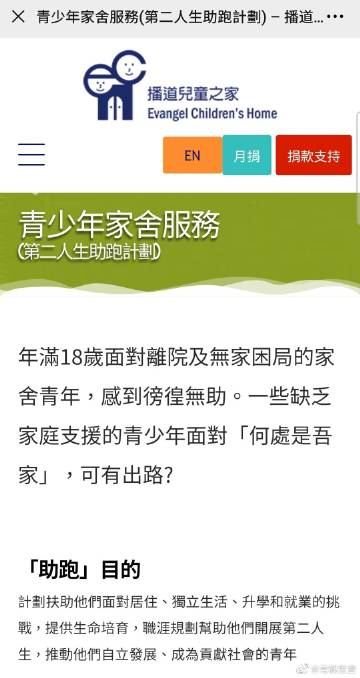 青少年家舍服務(第二人生助跑計劃) – 播道...
播道兒童之家
Evangel Children's Home
EN
月捐
捐款支持
青少年家舍服務
(第二人生助跑計劃)
年滿18歲面對離院及無家困局的家
舍青年，感到徬徨無助。一些缺乏
家庭支援的青少年面對「何處是吾
家」，可有出路?
「助跑」目的
計劃扶助他們面對居住、獨立生活、升學和就業的挑
戰，提供生命培育，職涯規劃幫助他們開展第二人
生，推動他們自立發展、成為貢獻社會的青年